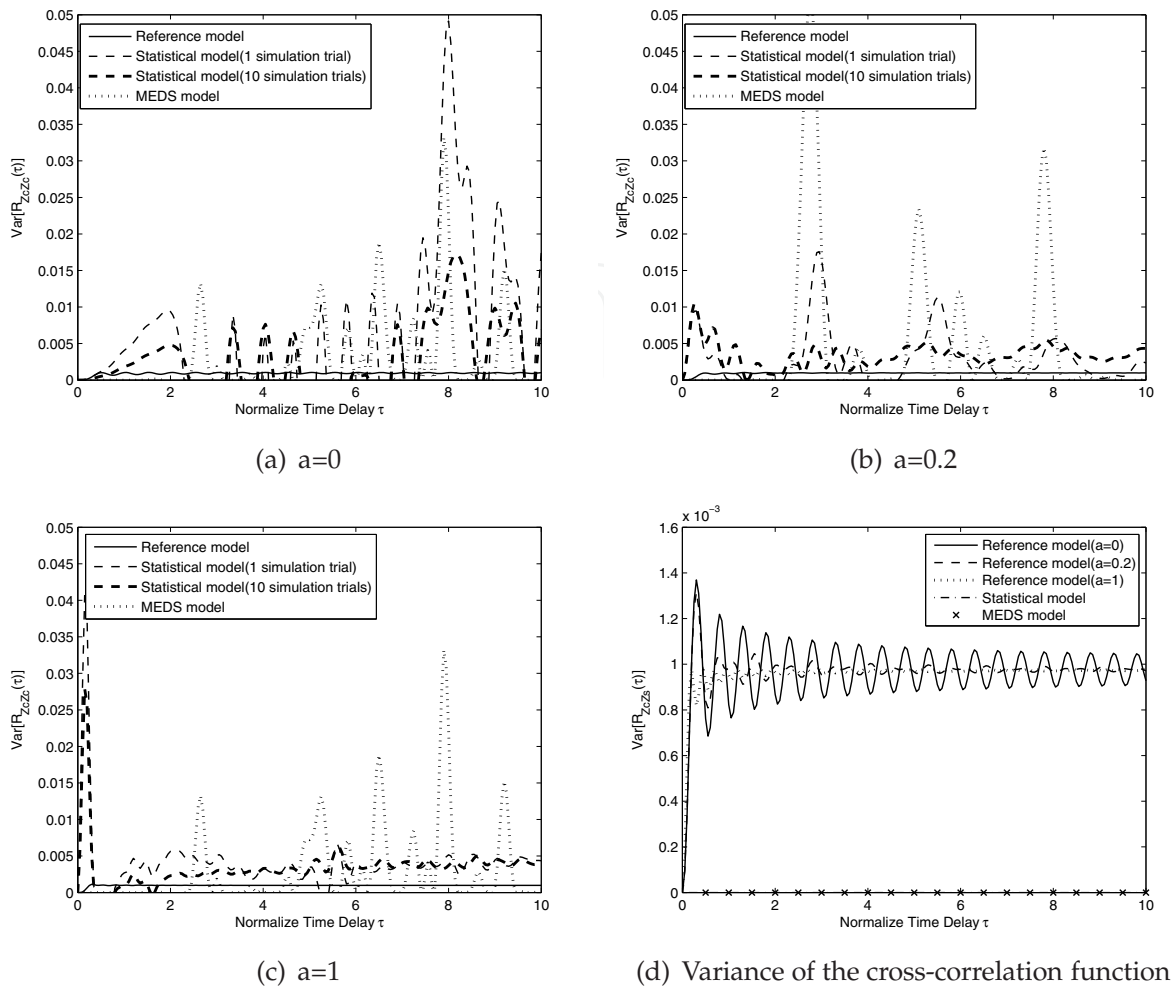 0.05
0.045
0.04
0.035
0.03
0.025
0.02
0.015
0.01
0.005
0
Var[R_ZcZc(τ)]
Reference model
Statistical model(1 simulation trial)
Statistical model(10 simulation trials)
MEDS model
0 2 4 6 8 10
Normalize Time Delay τ
(a) a=0
0.05
0.045
0.04
0.035
0.03
0.025
0.02
0.015
0.01
0.005
0
Var[R_ZcZc(τ)]
Reference model
Statistical model(1 simulation trial)
Statistical model(10 simulation trials)
MEDS model
0 2 4 6 8 10
Normalize Time Delay τ
(b) a=0.2
0.05
0.045
0.04
0.035
0.03
0.025
0.02
0.015
0.01
0.005
0
Var[R_ZcZc(τ)]
Reference model
Statistical model(1 simulation trial)
Statistical model(10 simulation trials)
MEDS model
0 2 4 6 8 10
Normalize Time Delay τ
(c) a=1
x 10⁻³
1.6
1.4
1.2
1
0.8
0.6
0.4
0.2
0
Var[R_ZcZs(τ)]
Reference model(a=0)
Reference model(a=0.2)
Reference model(a=1)
Statistical model
MEDS model
0 2 4 6 8 10
Normalize Time Delay τ
(d) Variance of the cross-correlation function